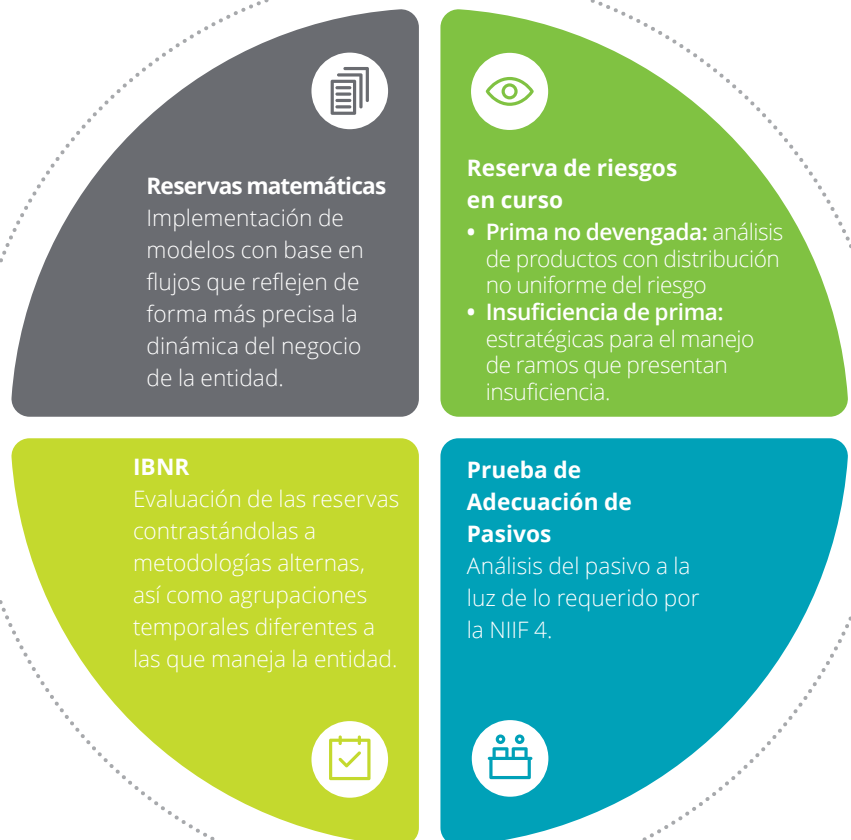 Reservas matemáticas
Implementación de
modelos con base en
flujos que reflejen de
forma más precisa la
dinámica del negocio
de la entidad.
Reserva de riesgos
en curso
• Prima no devengada: análisis
de productos con distribución
no uniforme del riesgo
• Insuficiencia de prima:
estratégicas para el manejo
de ramos que presentan
insuficiencia.
IBNR
Evaluación de las reservas
contrastándolas a
metodologías alternas,
así como agrupaciones
temporales diferentes a
las que maneja la entidad.
Prueba de
Adecuación de
Pasivos
Análisis del pasivo a la
luz de lo requerido por
la NIIF 4.